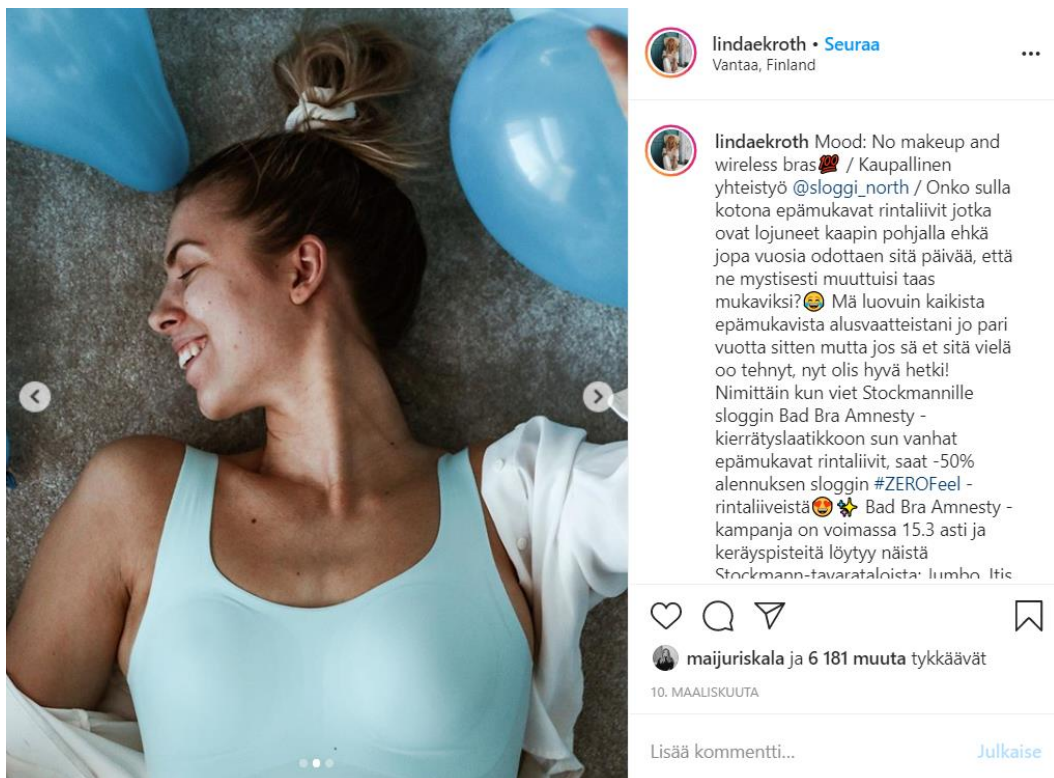 lindaekroth • Seuraa
Vantaa, Finland
lindaekroth Mood: No makeup and
wireless bras💯 / Kaupallinen
yhteistyö @sloggi_north / Onko sulla
kotona epämukavat rintaliivit jotka
ovat lojuneet kaapin pohjalla ehkä
jopa vuosia odottaen sitä päivää, että
ne mystisesti muuttuisi taas
mukaviksi?😂 Mä luovuin kaikista
epämukavista alusvaatteistani jo pari
vuotta sitten mutta jos sä et sitä vielä
oo tehnyt, nyt olis hyvä hetki!
Nimittäin kun viet Stockmannille
sloggin Bad Bra Amnesty -
kierrätyslaatikkoon sun vanhat
epämukavat rintaliivit, saat -50%
alennuksen sloggin #ZEROFeel -
rintaliiveistä😍✨ Bad Bra Amnesty -
kampanja on voimassa 15.3 asti ja
keräyspisteitä löytyy näistä
Stockmann-tavarataloista: Jumbo, Itis
maijuriskala ja 6 181 muuta tykkäävät
10. MAALISKUUTA
Lisää kommentti...
Julkaise